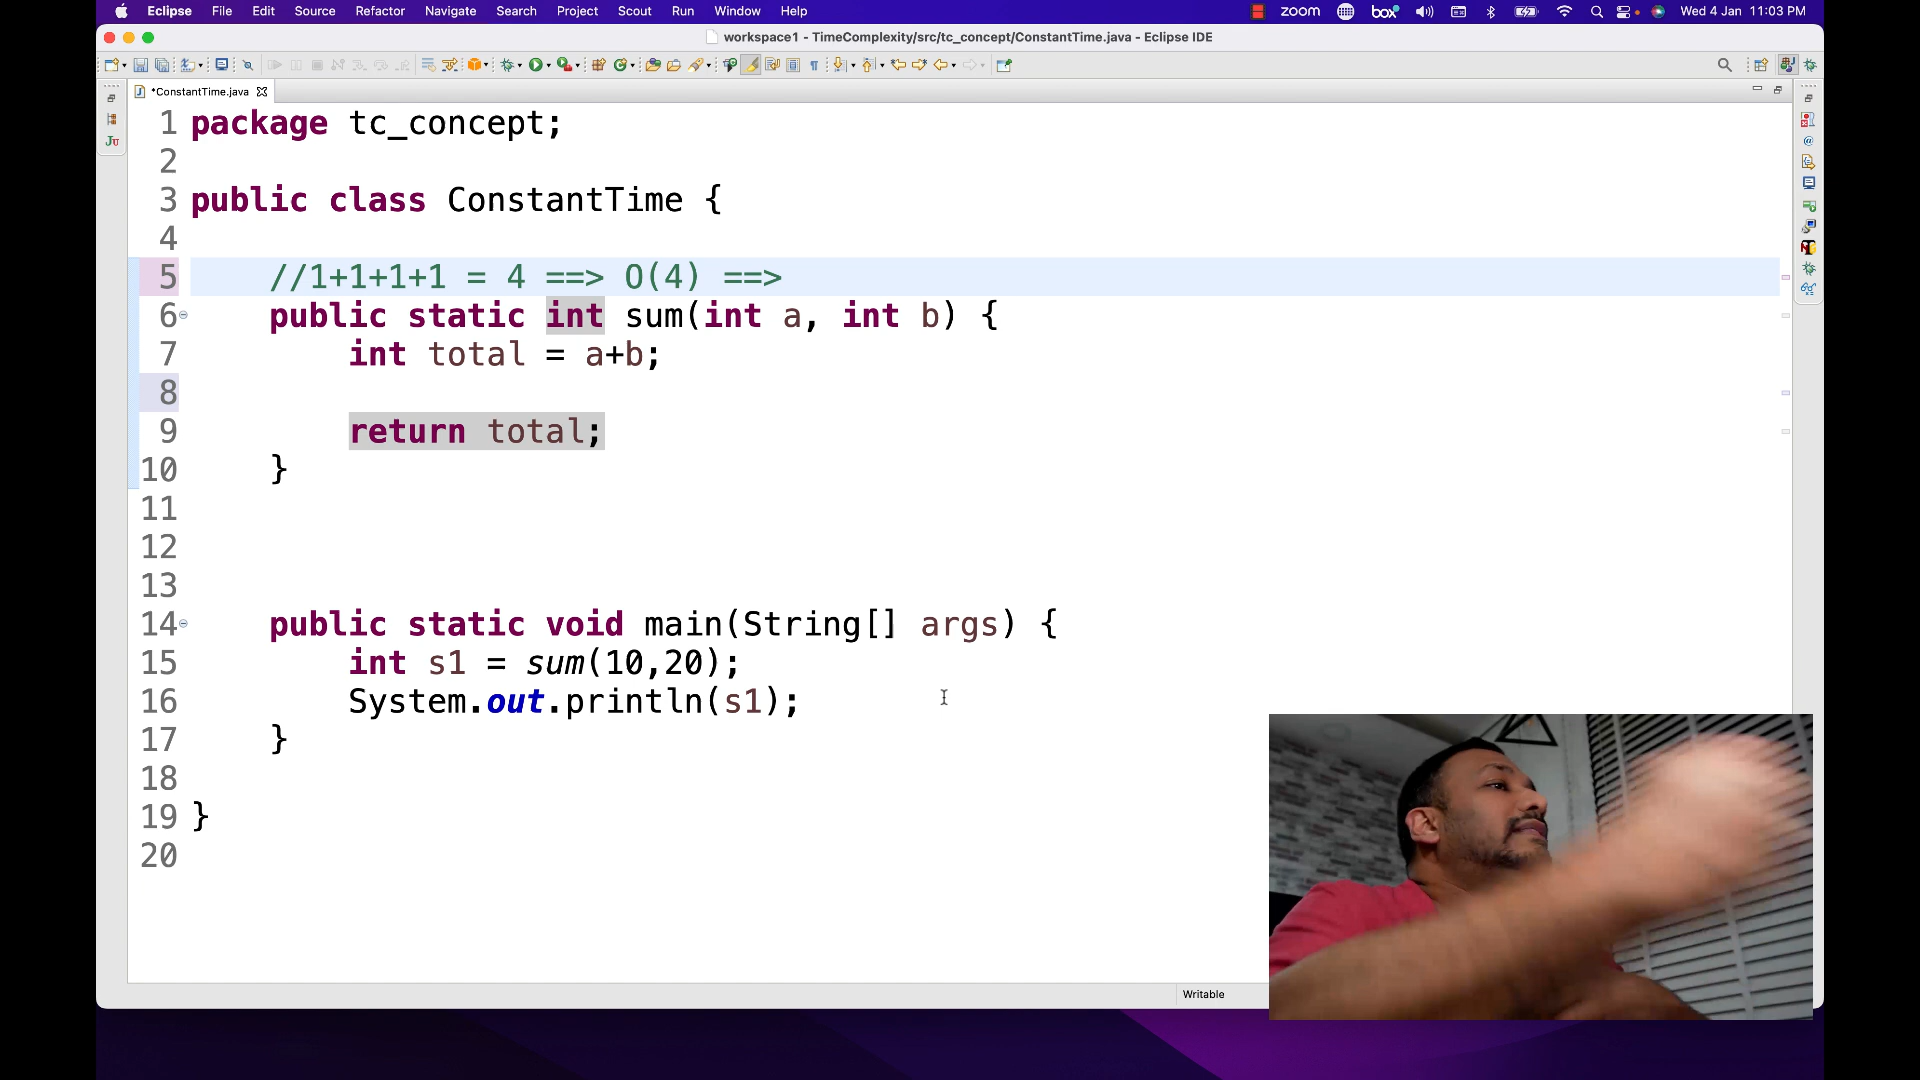 Eclipse File Edit Source Refactor Navigate Search Project Scout Run Window Help zoom box Wed 4 Jan 11:03 PM
workspace1 - TimeComplexity/src/tc_concept/ConstantTime.java - Eclipse IDE
*ConstantTime.java
1 package tc_concept;
2
3 public class ConstantTime {
4
5 //1+1+1+1 = 4 ==> O(4) ==>
6 public static int sum(int a, int b) {
7 int total = a+b;
8
9 return total;
10 }
11
12
13
14 public static void main(String[] args) {
15 int s1 = sum(10,20);
16 System.out.println(s1);
17 }
18
19 }
20
Writable